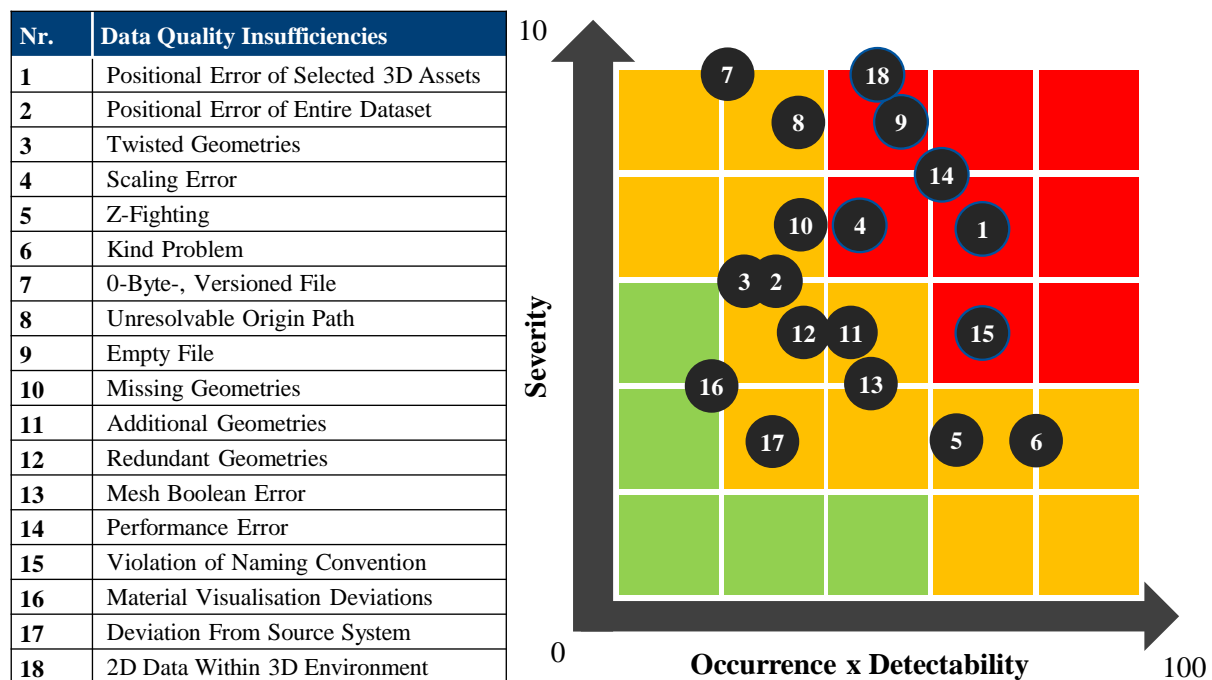 Nr. Data Quality Insufficiencies
1 Positional Error of Selected 3D Assets
2 Positional Error of Entire Dataset
3 Twisted Geometries
4 Scaling Error
5 Z-Fighting
6 Kind Problem
7 0-Byte-, Versioned File
8 Unresolvable Origin Path
9 Empty File
10 Missing Geometries
11 Additional Geometries
12 Redundant Geometries
13 Mesh Boolean Error
14 Performance Error
15 Violation of Naming Convention
16 Material Visualisation Deviations
17 Deviation From Source System
18 2D Data Within 3D Environment
10
Severity
7
18
8
9
14
10
4
1
3
2
12
11
15
16
13
17
5
6
0
Occurrence x Detectability
100